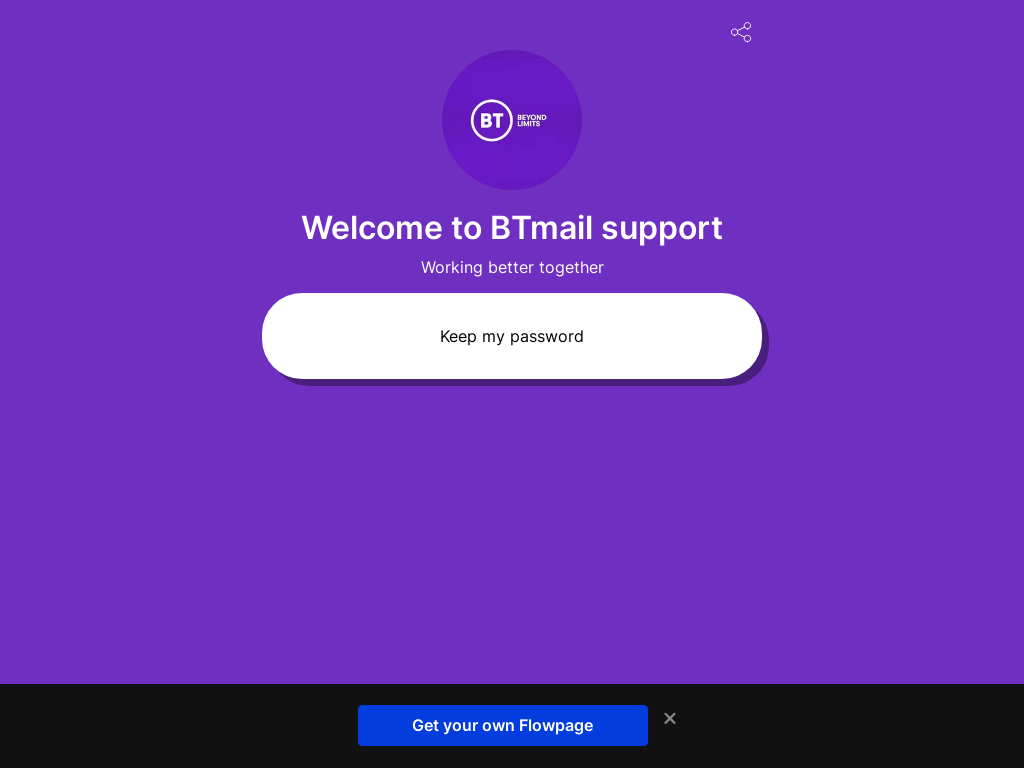 BT BEYOND
LIMITS
Welcome to BTmail support
Working better together
Keep my password
Get your own Flowpage